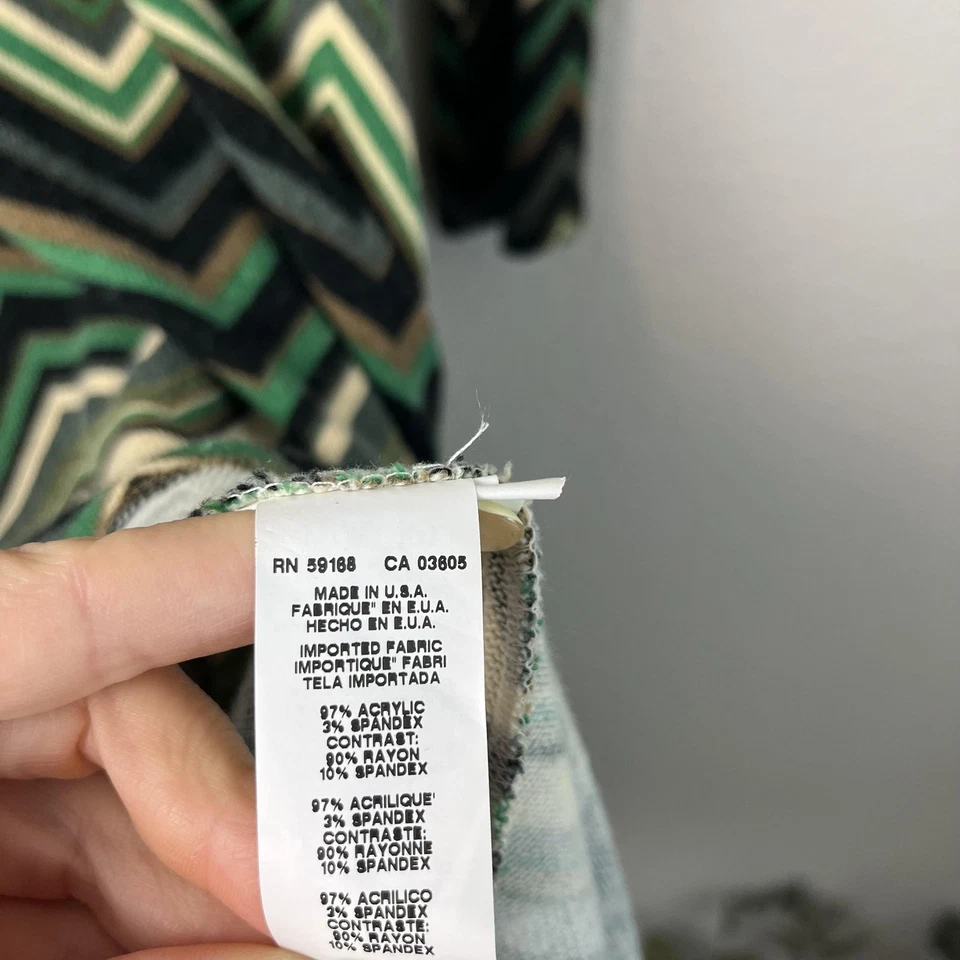 RN 59168 CA 03605
MADE IN U.S.A.
FABRIQUE" EN E.U.A.
HECHO EN E.U.A.
IMPORTED FABRIC
IMPORTIQUE" FABRI
TELA IMPORTADA
97% ACRYLIC
3% SPANDEX
CONTRAST:
90% RAYON
10% SPANDEX
97% ACRILIQUE'
3% SPANDEX
CONTRASTE:
90% RAYONNE
10% SPANDEX
97% ACRILICO
3% SPANDEX
CONTRASTE:
90% RAYON
10% SPANDEX